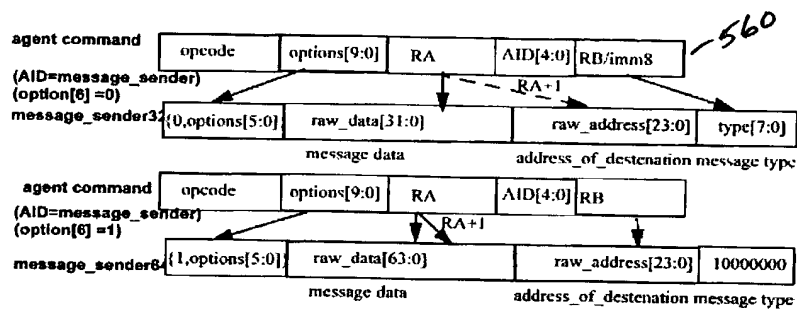 560
agent command opcode options[9:0] RA AID[4:0] RB/imm8
(AID=message_sender)
(option[6] =0) RA+1
message_sender32 {0,options[5:0]} raw_data[31:0] raw_address[23:0] type[7:0]
message data address_of_destenation message type
agent command opcode options[9:0] RA AID[4:0] RB
(AID=message_sender)
(option[6] =1) RA+1
message_sender64 {1,options[5:0]} raw_data[63:0] raw_address[23:0] 10000000
message data address_of_destenation message type